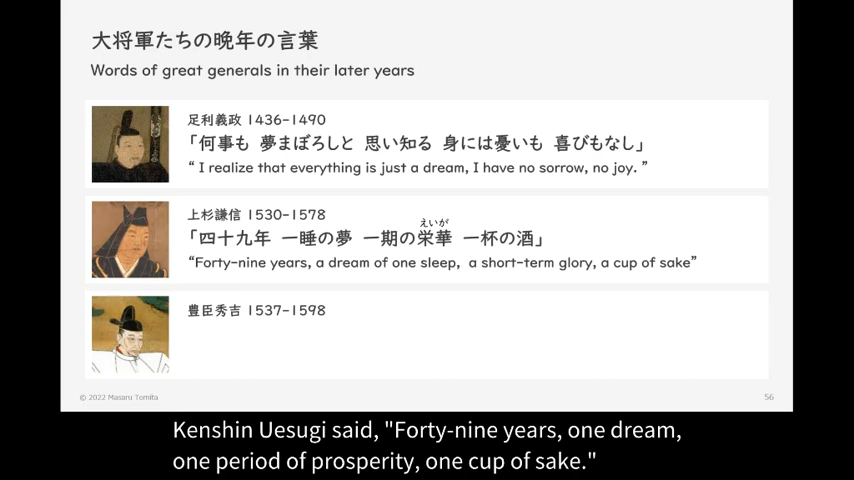 大将軍たちの晩年の言葉
Words of great generals in their later years
足利義政 1436-1490
「何事も 夢まぼろしと 思い知る 身には憂いも 喜びもなし」
“ I realize that everything is just a dream, I have no sorrow, no joy. ”
上杉謙信 1530-1578
えいが
「四十九年 一睡の夢 一期の栄華 一杯の酒」
“Forty-nine years, a dream of one sleep, a short-term glory, a cup of sake”
豊臣秀吉 1537-1598
© 2022 Masaru Tomita
56
Kenshin Uesugi said, "Forty-nine years, one dream,
one period of prosperity, one cup of sake."